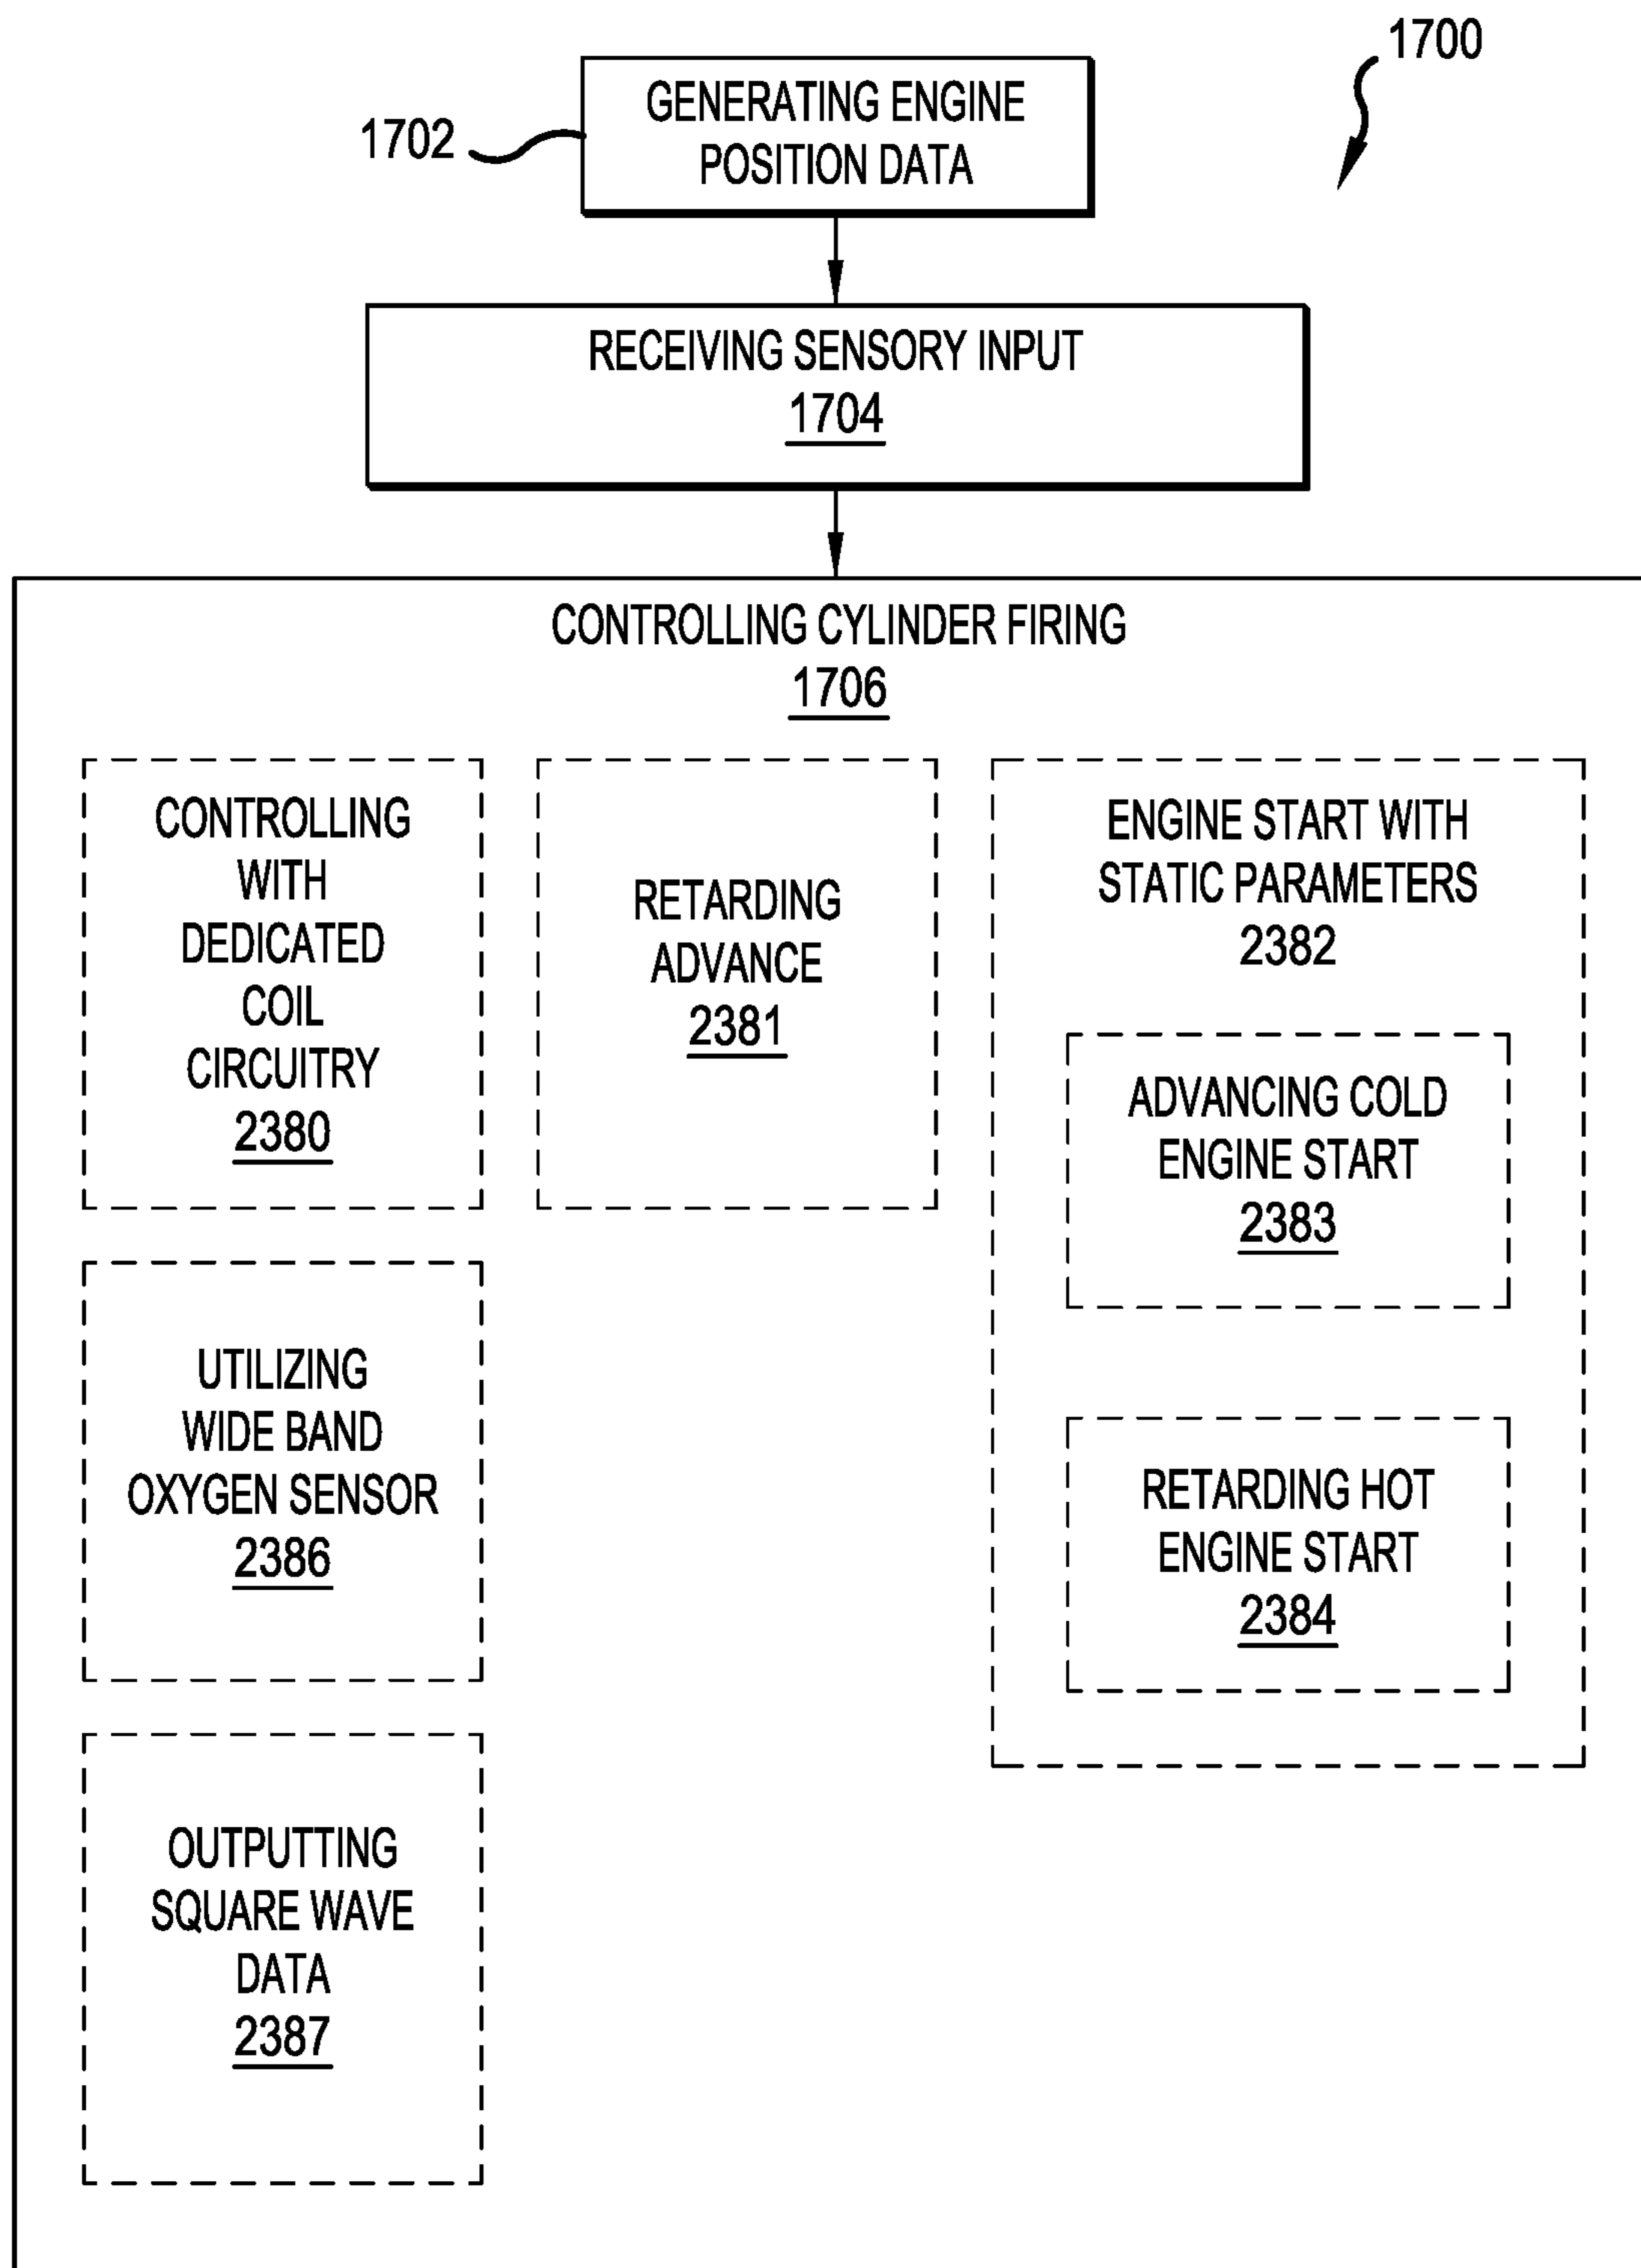 1700
GENERATING ENGINE
POSITION DATA
1702
RECEIVING SENSORY INPUT
1704
CONTROLLING CYLINDER FIRING
1706
CONTROLLING
WITH
DEDICATED
COIL
CIRCUITRY
2380
RETARDING
ADVANCE
2381
ENGINE START WITH
STATIC PARAMETERS
2382
ADVANCING COLD
ENGINE START
2383
RETARDING HOT
ENGINE START
2384
UTILIZING
WIDE BAND
OXYGEN SENSOR
2386
OUTPUTTING
SQUARE WAVE
DATA
2387